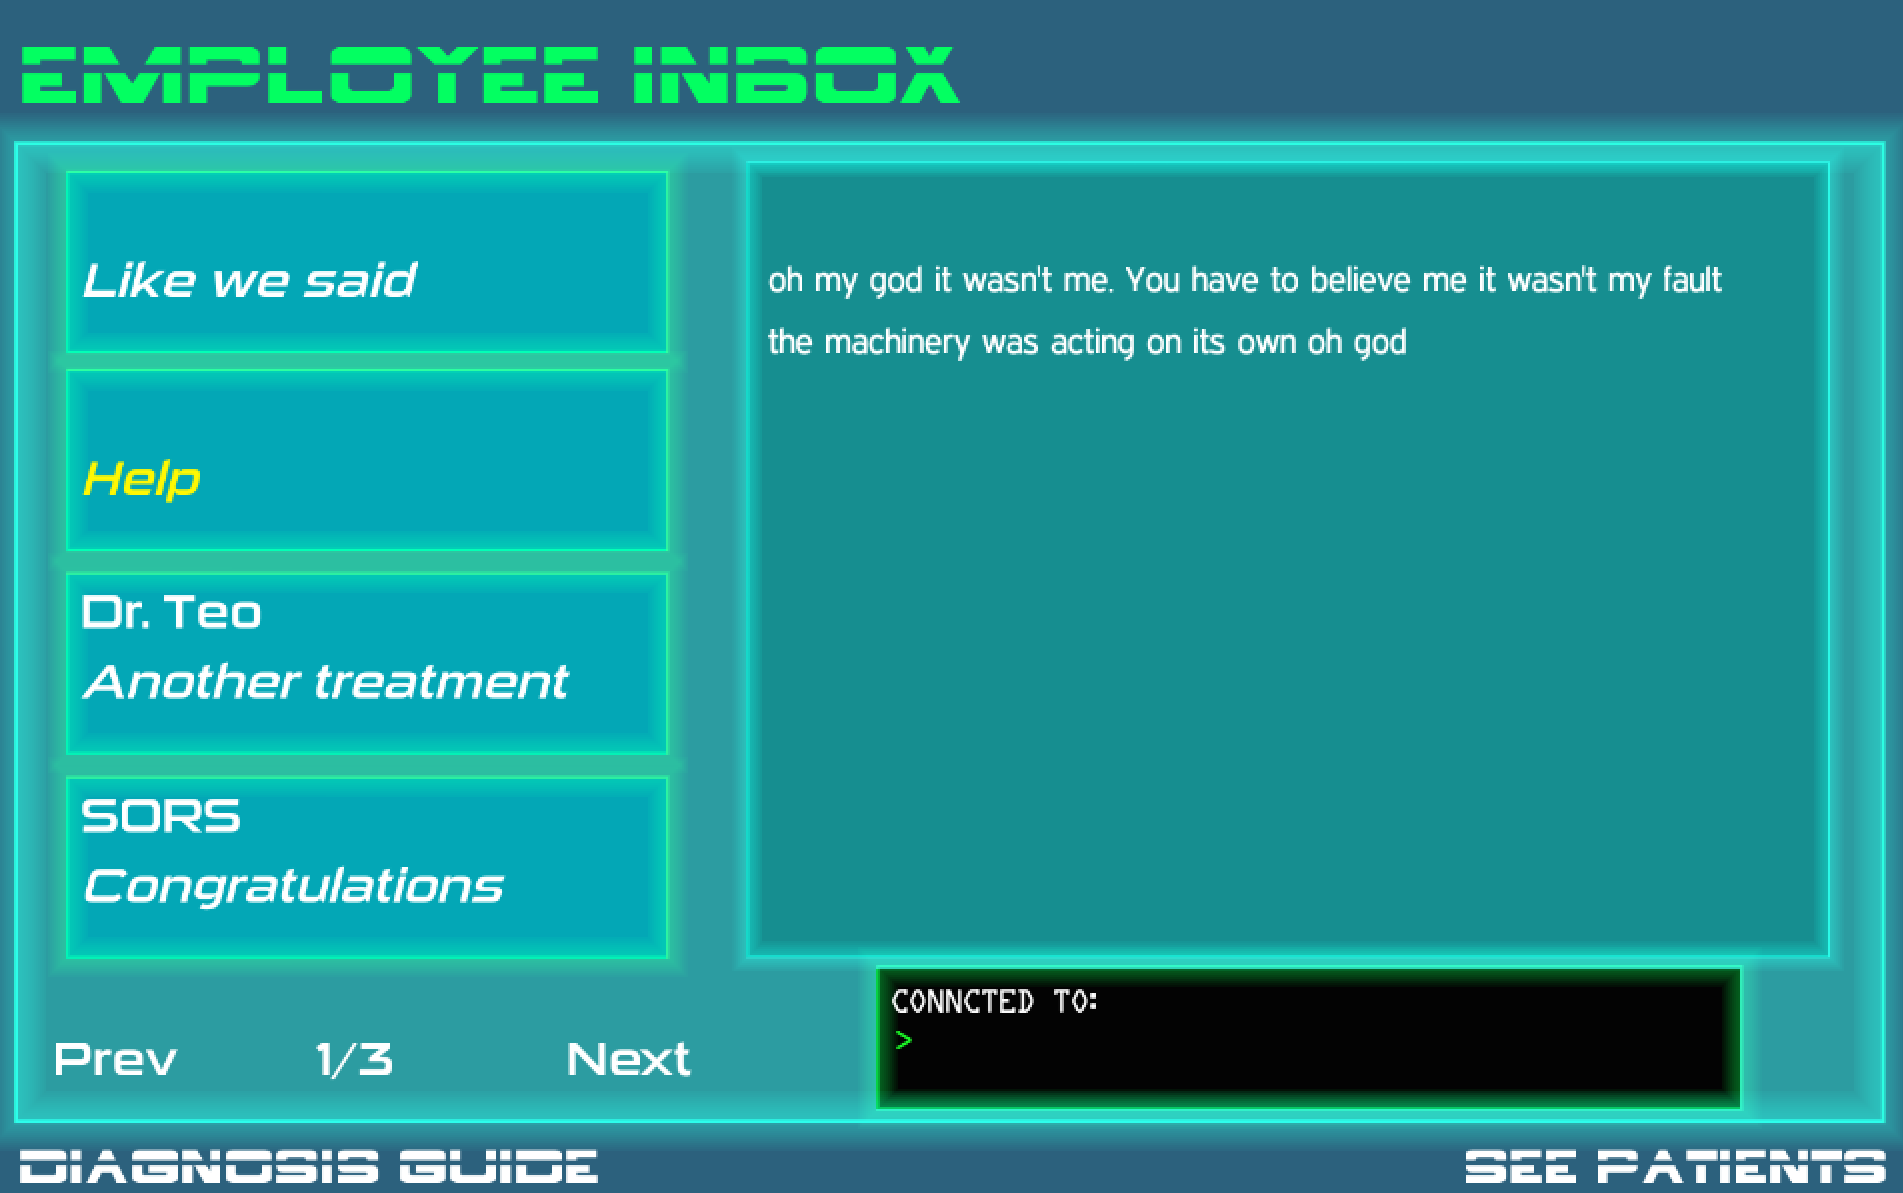 EMPLOYEE INBOX
Like we said
Help
Dr. Teo
Another treatment
SORS
Congratulations
Prev 1/3 Next
oh my god it wasn't me. You have to believe me it wasn't my fault
the machinery was acting on its own oh god
CONNCTED TO:
>
DIAGNOSIS GUIDE
SEE PATIENTS